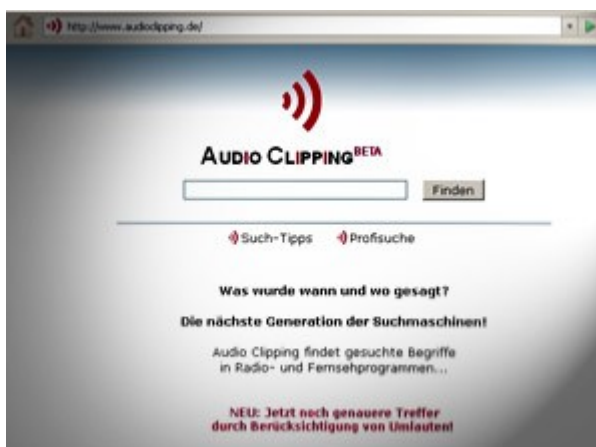 http://www.audioclipping.de/
AUDIO CLIPPING BETA
Finden
Such-Tipps Profisuche
Was wurde wann und wo gesagt?
Die nächste Generation der Suchmaschinen!
Audio Clipping findet gesuchte Begriffe
in Radio- und Fernsehprogrammen...
NEU: Jetzt noch genauere Treffer
durch Berücksichtigung von Umlauten!